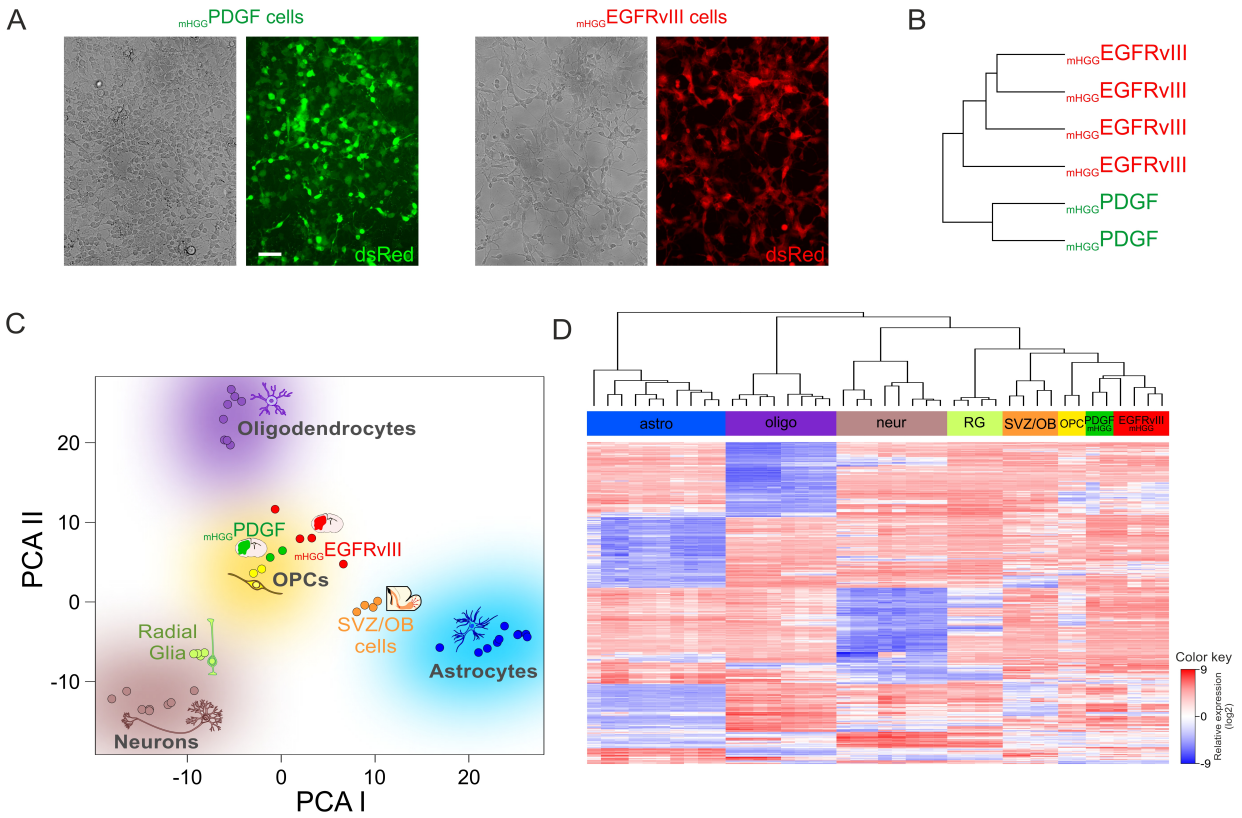 A
mHGGPDGF cells
mHGGEGFRvIII cells
dsRed
dsRed
B
mHGGEGFRvIII
mHGGEGFRvIII
mHGGEGFRvIII
mHGGEGFRvIII
mHGGPDGF
mHGGPDGF
C
PCA II
20
10
0
-10
Oligodendrocytes
mHGGPDGF
mHGGEGFRvIII
OPCs
SVZ/OB
cells
Radial
Glia
Astrocytes
Neurons
-10
0
10
20
PCA I
D
astro
oligo
neur
RG
SVZ/OB
OPC
PDGF
mHGG
EGFRvIII
mHGG
Color key
9
0
-9
Relative expression
(log2)